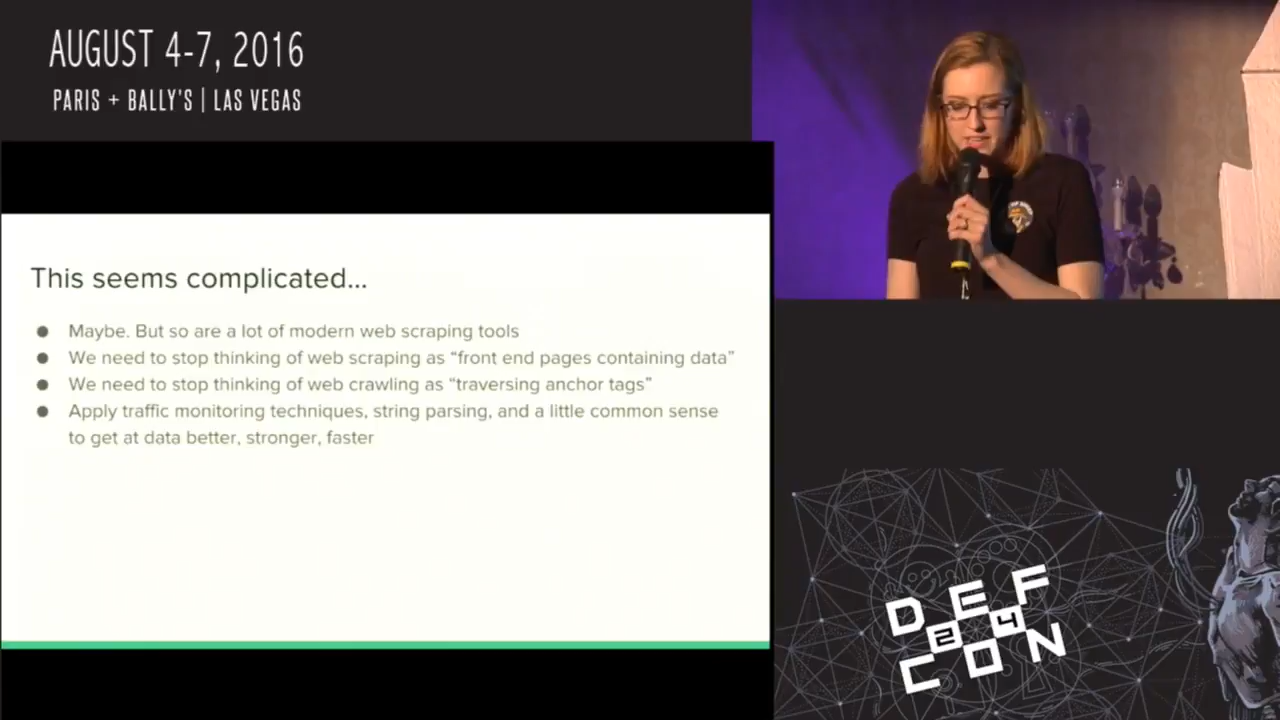 AUGUST 4-7, 2016
PARIS + BALLY'S | LAS VEGAS
This seems complicated...
● Maybe. But so are a lot of modern web scraping tools
● We need to stop thinking of web scraping as “front end pages containing data”
● We need to stop thinking of web crawling as “traversing anchor tags”
● Apply traffic monitoring techniques, string parsing, and a little common sense
to get at data better, stronger, faster
DEF
24
CON